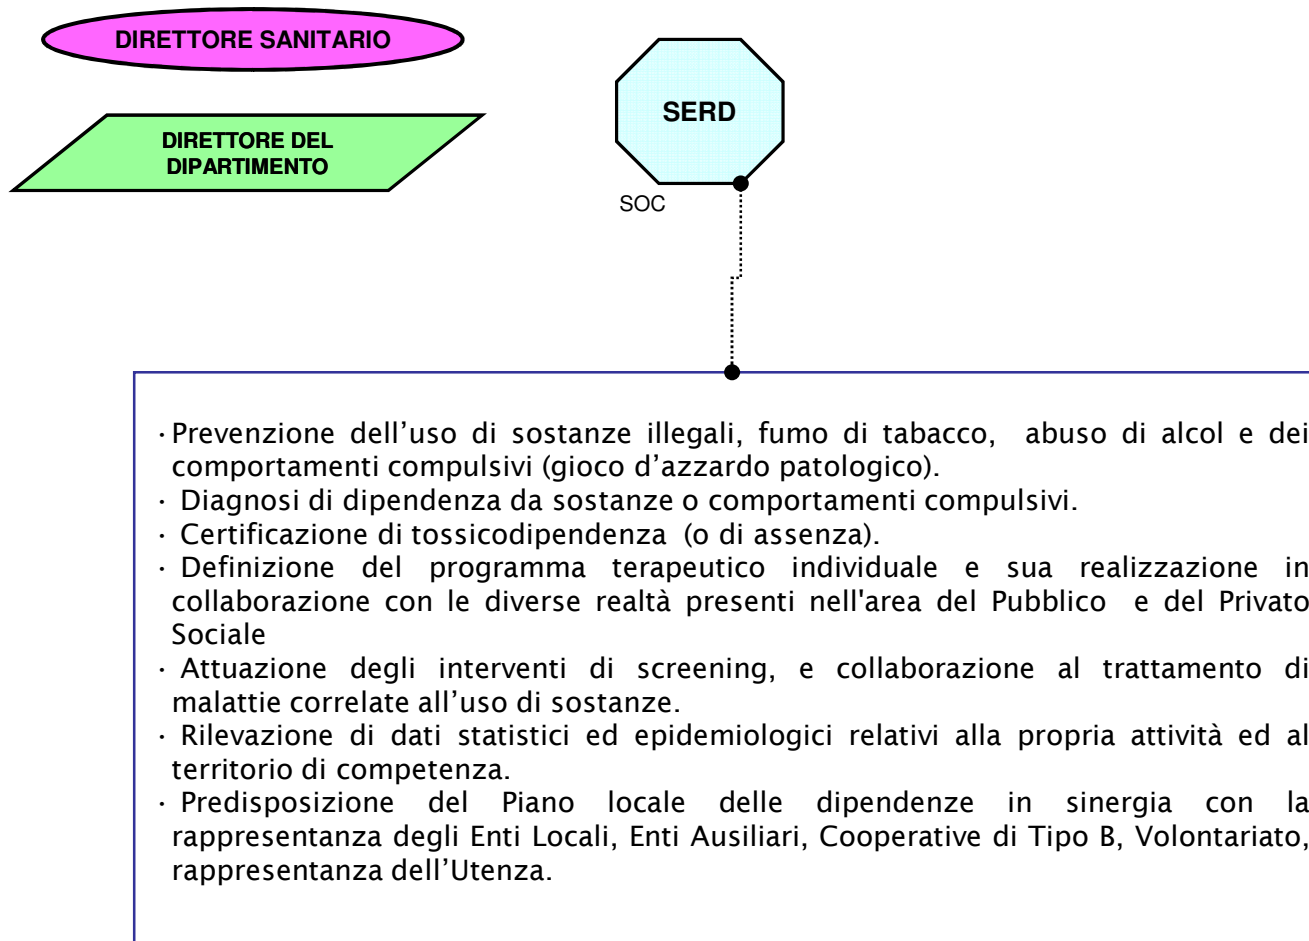 DIRETTORE SANITARIO
DIRETTORE DEL
DIPARTIMENTO
SERD
SOC
· Prevenzione dell’uso di sostanze illegali, fumo di tabacco, abuso di alcol e dei
comportamenti compulsivi (gioco d’azzardo patologico).
· Diagnosi di dipendenza da sostanze o comportamenti compulsivi.
· Certificazione di tossicodipendenza (o di assenza).
· Definizione del programma terapeutico individuale e sua realizzazione in
collaborazione con le diverse realtà presenti nell'area del Pubblico e del Privato
Sociale
· Attuazione degli interventi di screening, e collaborazione al trattamento di
malattie correlate all’uso di sostanze.
· Rilevazione di dati statistici ed epidemiologici relativi alla propria attività ed al
territorio di competenza.
· Predisposizione del Piano locale delle dipendenze in sinergia con la
rappresentanza degli Enti Locali, Enti Ausiliari, Cooperative di Tipo B, Volontariato,
rappresentanza dell’Utenza.